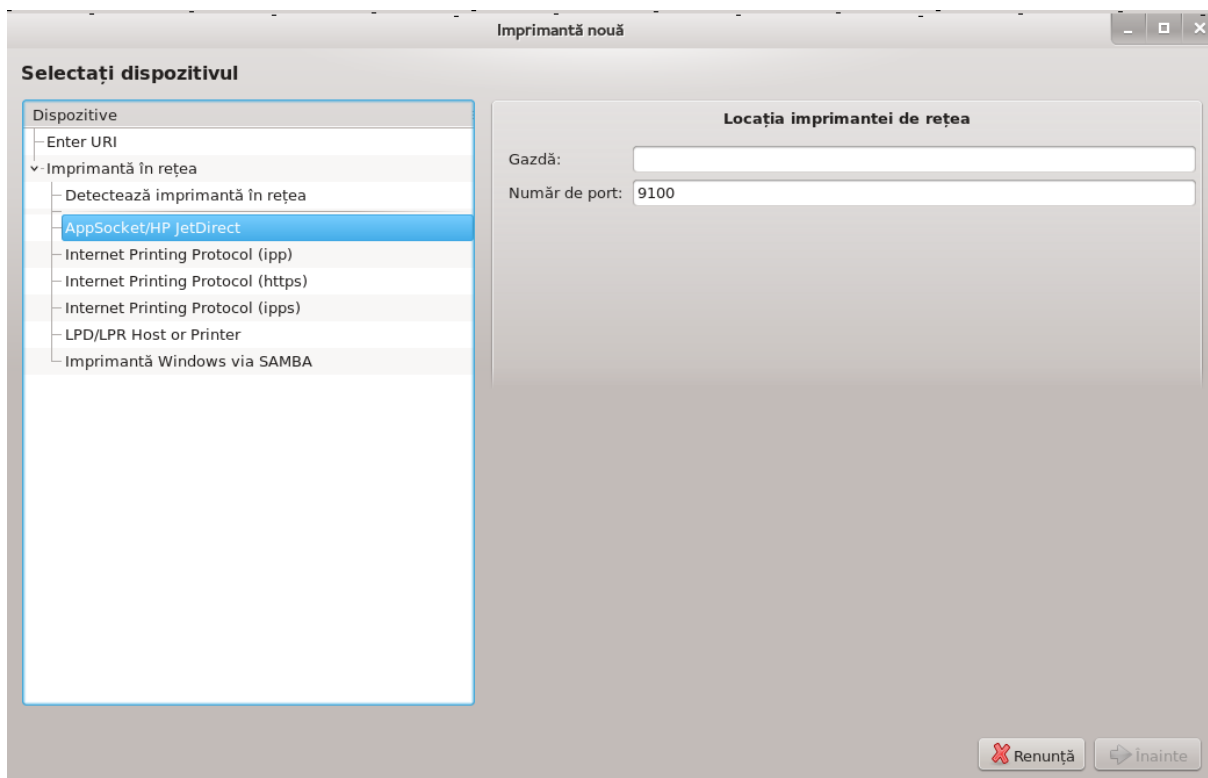 Imprimantă nouă
Selectați dispozitivul
Dispozitive
Enter URI
Imprimantă în rețea
Detectează imprimantă în rețea
AppSocket/HP JetDirect
Internet Printing Protocol (ipp)
Internet Printing Protocol (https)
Internet Printing Protocol (ipps)
LPD/LPR Host or Printer
Imprimantă Windows via SAMBA
Locația imprimantei de rețea
Gazdă:
Număr de port: 9100
Renunță Înainte